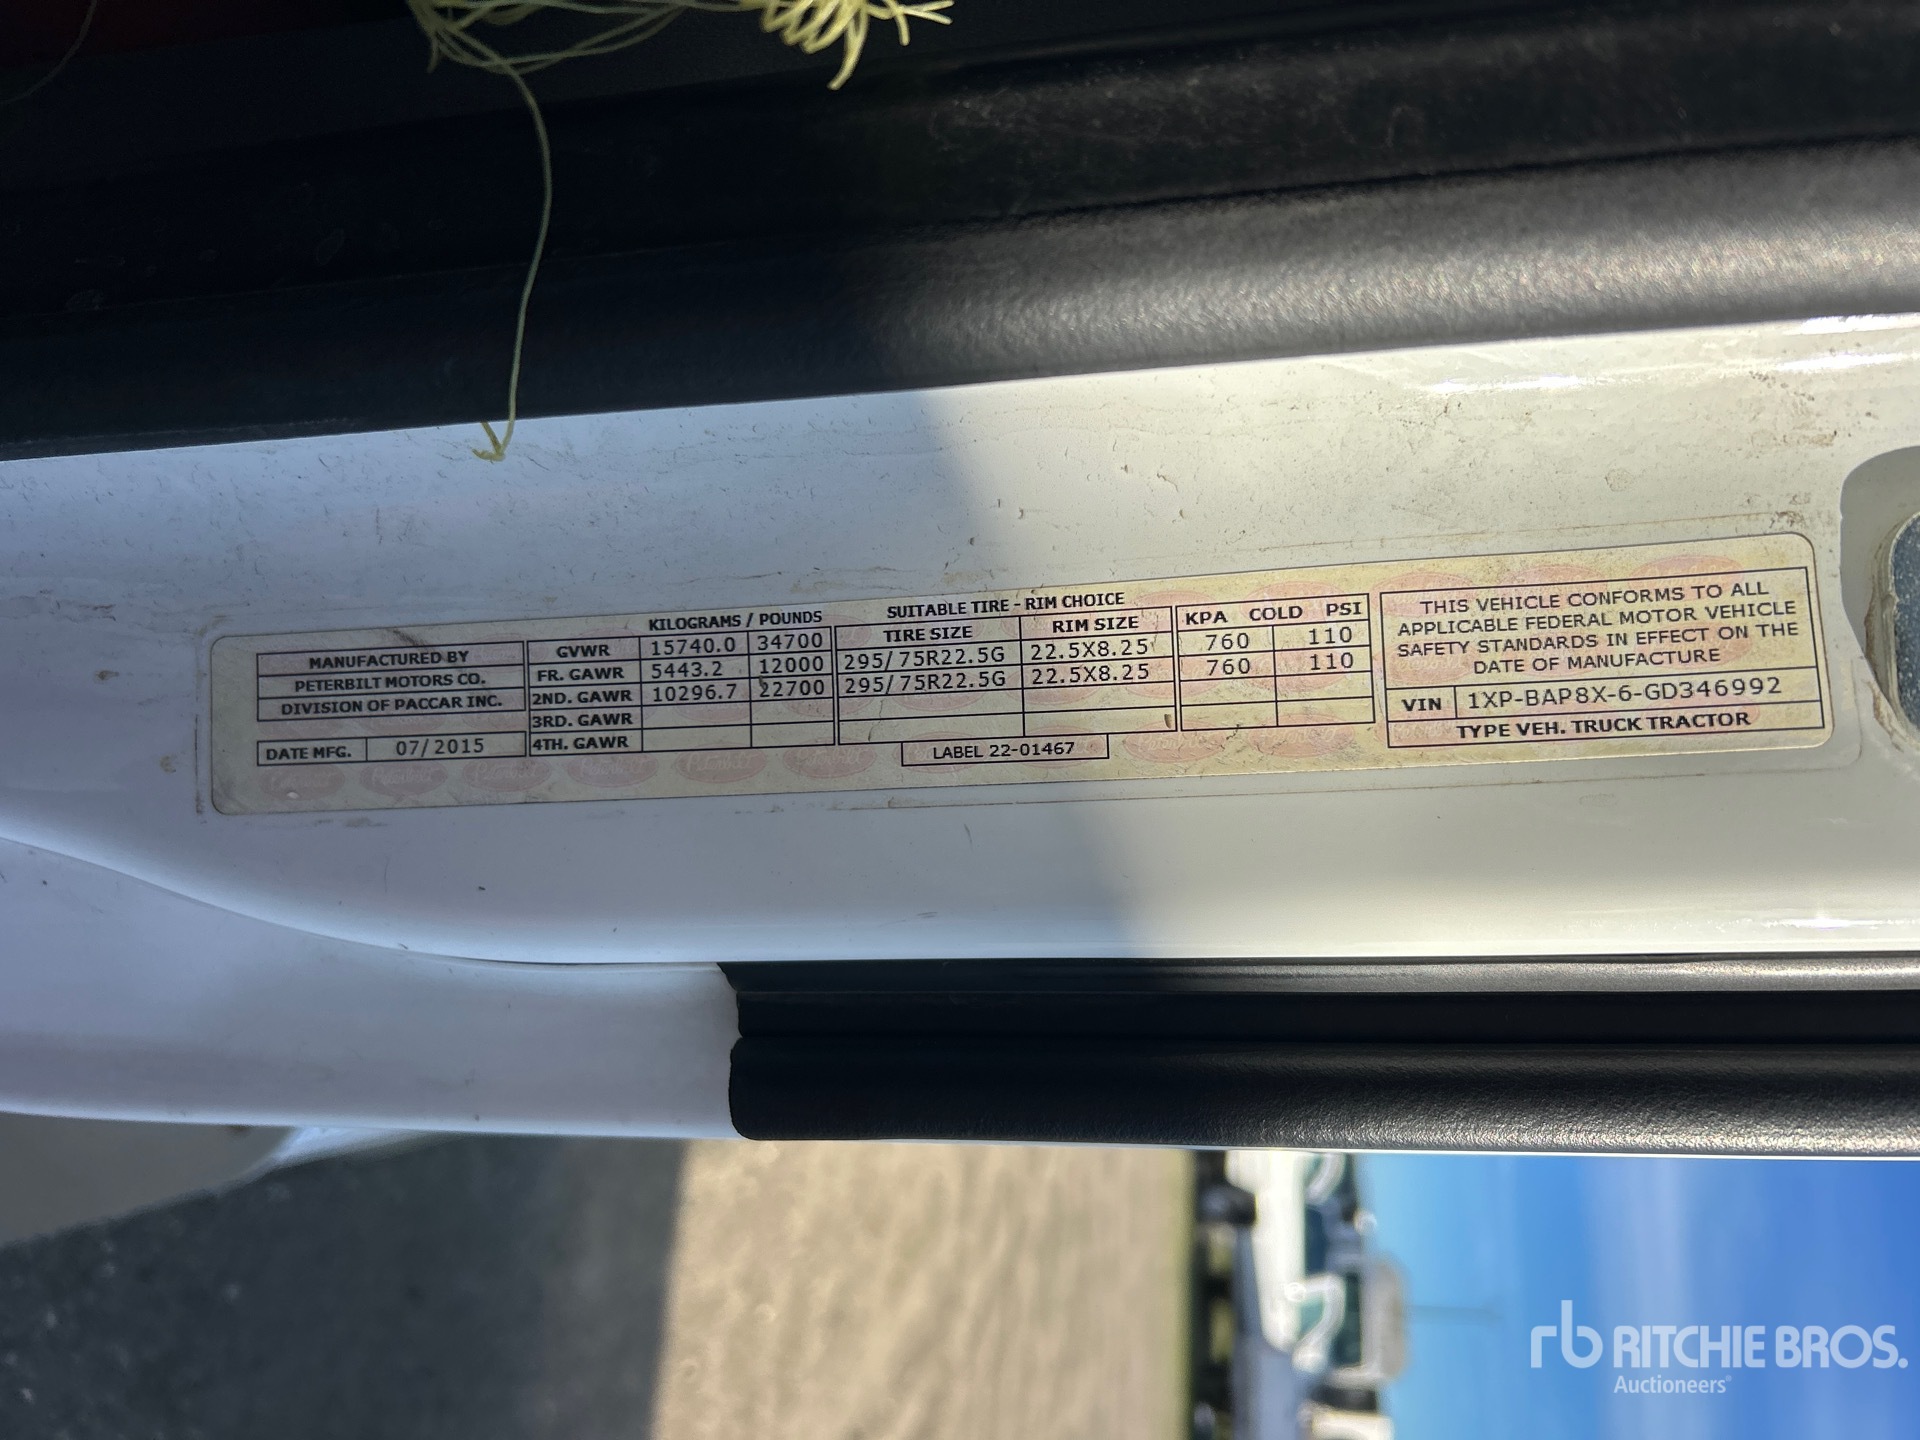 MANUFACTURED BY
PETERBILT MOTORS CO.
DIVISION OF PACCAR INC.
DATE MFG. 07/2015
KILOGRAMS / POUNDS
GVWR 15740.0 34700
FR. GAWR 5443.2 12000
2ND. GAWR 10296.7 22700
3RD. GAWR
4TH. GAWR
SUITABLE TIRE - RIM CHOICE
TIRE SIZE RIM SIZE
295/75R22.5G 22.5X8.25
295/75R22.5G 22.5X8.25
LABEL 22-01467
KPA COLD PSI
760 110
760 110
THIS VEHICLE CONFORMS TO ALL
APPLICABLE FEDERAL MOTOR VEHICLE
SAFETY STANDARDS IN EFFECT ON THE
DATE OF MANUFACTURE
VIN 1XP-BAP8X-6-GD346992
TYPE VEH. TRUCK TRACTOR
rb RITCHIE BROS.
Auctioneers